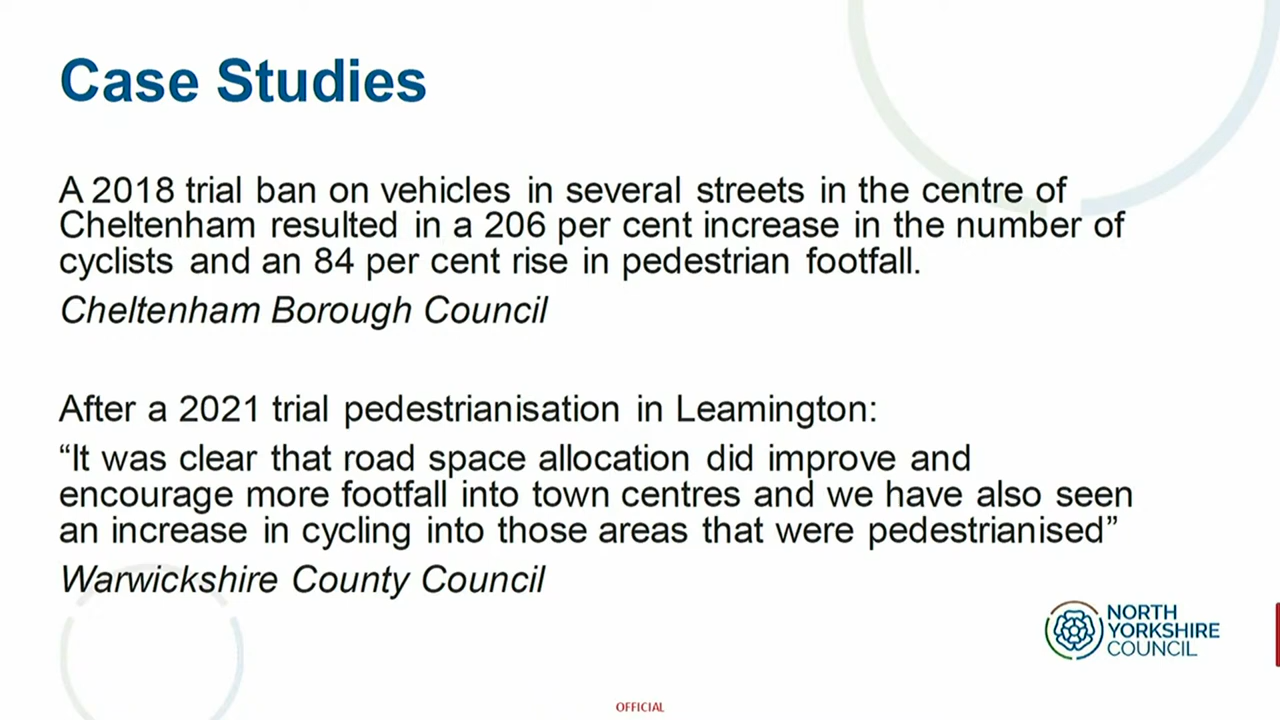 Case Studies
A 2018 trial ban on vehicles in several streets in the centre of
Cheltenham resulted in a 206 per cent increase in the number of
cyclists and an 84 per cent rise in pedestrian footfall.
Cheltenham Borough Council
After a 2021 trial pedestrianisation in Leamington:
“It was clear that road space allocation did improve and
encourage more footfall into town centres and we have also seen
an increase in cycling into those areas that were pedestrianised”
Warwickshire County Council
NORTH
YORKSHIRE
COUNCIL
OFFICIAL